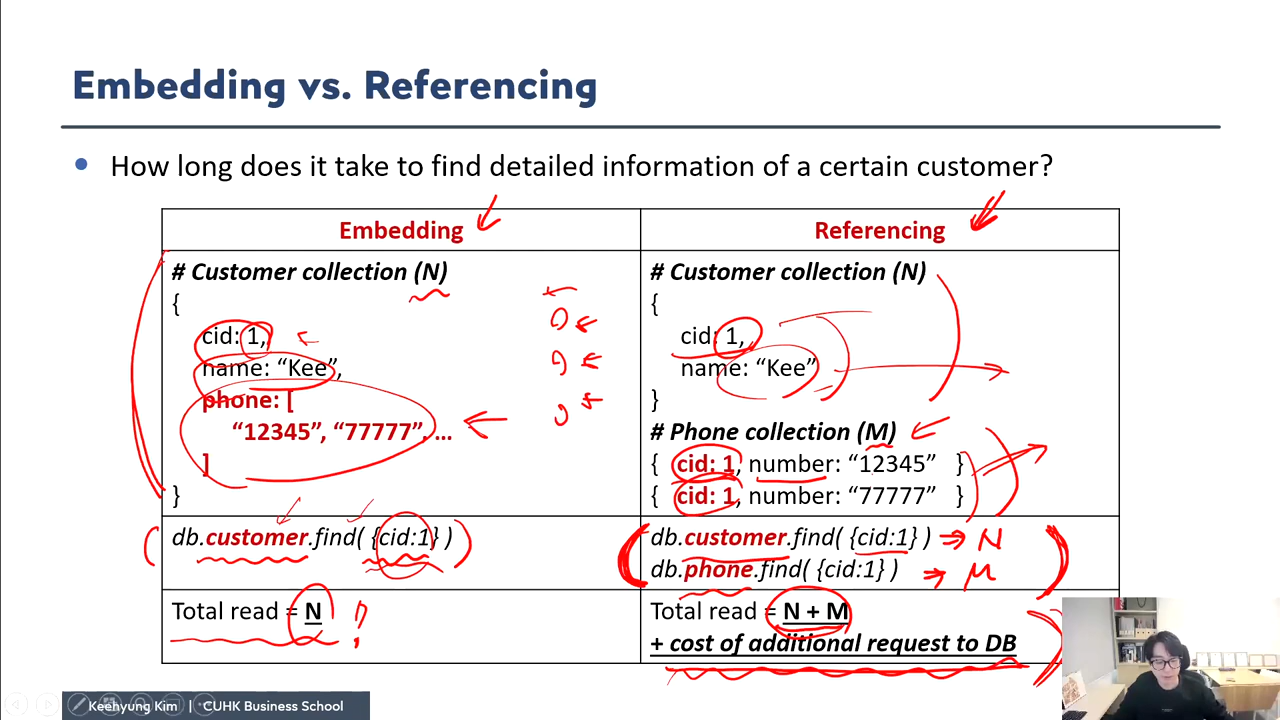 Embedding vs. Referencing
• How long does it take to find detailed information of a certain customer?
Embedding
# Customer collection (N)
{
cid: 1,
name: “Kee”,
phone: [
“12345”, “77777”, ...
]
}
db.customer.find( {cid:1} )
Total read = N
Referencing
# Customer collection (N)
{
cid: 1,
name: “Kee”
}
# Phone collection (M)
{ cid: 1, number: “12345” }
{ cid: 1, number: “77777” }
db.customer.find( {cid:1} ) ⇒ N
db.phone.find( {cid:1} ) ⇒ M
Total read = N + M
+ cost of additional request to DB
Keehyung Kim | CUHK Business School